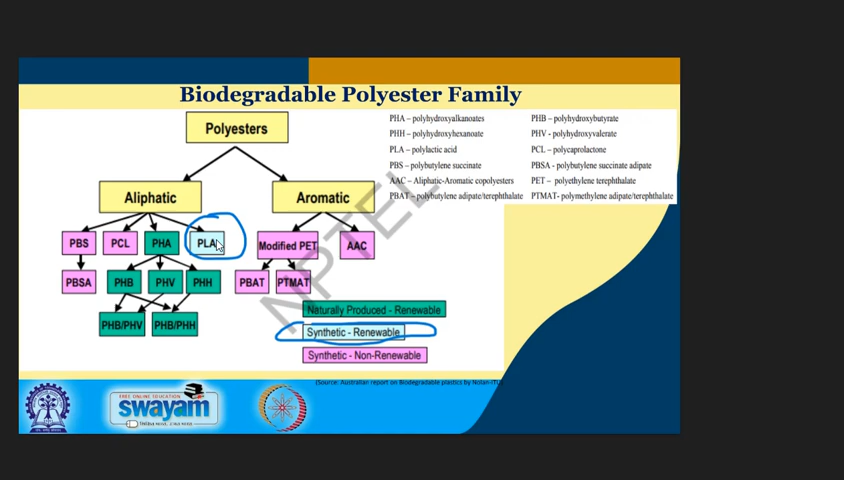 Biodegradable Polyester Family
Polyesters
Aliphatic
Aromatic
PBS
PCL
PHA
PLA
Modified PET
AAC
PBSA
PHB
PHV
PHH
PBAT
PTMAT
PHB/PHV
PHB/PHH
Naturally Produced - Renewable
Synthetic - Renewable
Synthetic - Non-Renewable
PHA – polyhydroxyalkanoates
PHH – polyhydroxyhexanoate
PLA – polylactic acid
PBS – polybutylene succinate
AAC – Aliphatic-Aromatic copolyesters
PBAT – polybutylene adipate/terephthalate
PHB – polyhydroxybutyrate
PHV - polyhydroxyvalerate
PCL – polycaprolactone
PBSA - polybutylene succinate adipate
PET – polyethylene terephthalate
PTMAT- polymethylene adipate/terephthalate
NPTEL
(Source: Australian report on Biodegradable plastics by Nolan-ITU)
FREE ONLINE EDUCATION
swayam